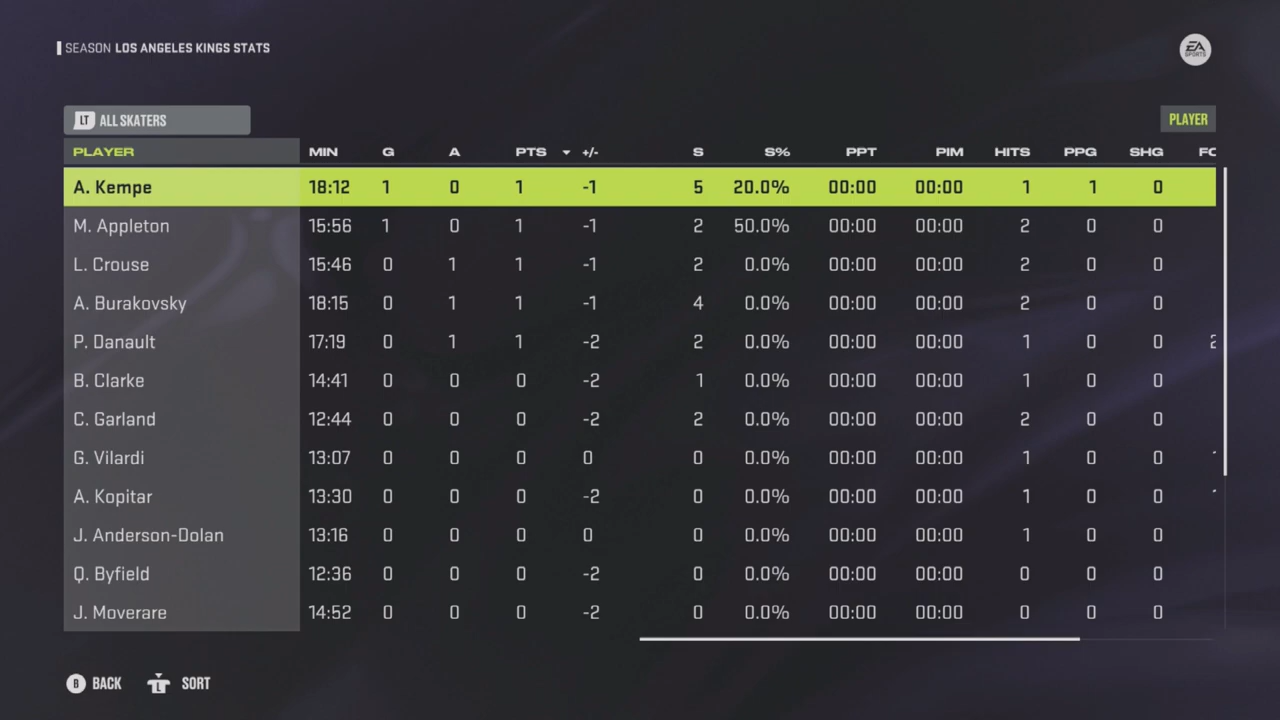 SEASON LOS ANGELES KINGS STATS
EA SPORTS
LT ALL SKATERS
PLAYER
PLAYER MIN G A PTS +/- S S% PPT PIM HITS PPG SHG
A. Kempe 18:12 1 0 1 -1 5 20.0% 00:00 00:00 1 1 0
M. Appleton 15:56 1 0 1 -1 2 50.0% 00:00 00:00 2 0 0
L. Crouse 15:46 0 1 1 -1 2 0.0% 00:00 00:00 2 0 0
A. Burakovsky 18:15 0 1 1 -1 4 0.0% 00:00 00:00 2 0 0
P. Danault 17:19 0 1 1 -2 2 0.0% 00:00 00:00 1 0 0
B. Clarke 14:41 0 0 0 -2 1 0.0% 00:00 00:00 1 0 0
C. Garland 12:44 0 0 0 -2 2 0.0% 00:00 00:00 2 0 0
G. Vilardi 13:07 0 0 0 0 0 0.0% 00:00 00:00 1 0 0
A. Kopitar 13:30 0 0 0 -2 0 0.0% 00:00 00:00 1 0 0
J. Anderson-Dolan 13:16 0 0 0 0 0 0.0% 00:00 00:00 1 0 0
Q. Byfield 12:36 0 0 0 -2 0 0.0% 00:00 00:00 0 0 0
J. Moverare 14:52 0 0 0 -2 0 0.0% 00:00 00:00 0 0 0
B BACK L SORT